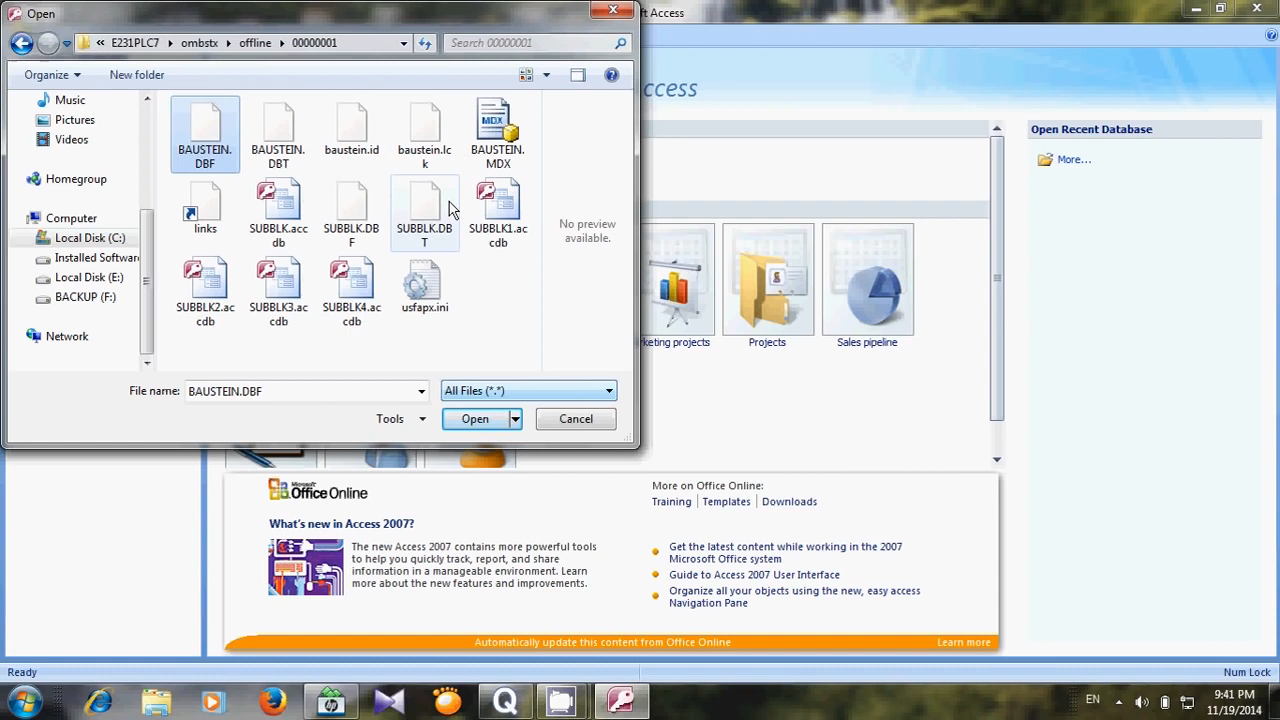 Open
t Access
« E231PLC7 ▸ ombstx ▸ offline ▸ 00000001
Search 00000001
Organize
New folder
Music
Pictures
Videos
Homegroup
Computer
Local Disk (C:)
Installed Softwar
Local Disk (E:)
BACKUP (F:)
Network
BAUSTEIN.
DBF
BAUSTEIN.
DBT
baustein.id
baustein.lc
k
MDX
BAUSTEIN.
MDX
links
SUBBLK.acc
db
SUBBLK.DB
F
SUBBLK.DB
T
SUBBLK1.ac
cdb
SUBBLK2.ac
cdb
SUBBLK3.ac
cdb
SUBBLK4.ac
cdb
usfapx.ini
No preview
available.
File name:
BAUSTEIN.DBF
All Files (*.*)
Tools
Open
Cancel
ccess
Open Recent Database
More...
rketing projects
Projects
Sales pipeline
Microsoft
Office Online
More on Office Online:
Training | Templates | Downloads
What's new in Access 2007?
The new Access 2007 contains more powerful tools
to help you quickly track, report, and share
information in a manageable environment. Learn
more about the new features and improvements.
Get the latest content while working in the 2007
Microsoft Office system
Guide to Access 2007 User Interface
Organize all your objects using the new, easy access
Navigation Pane
Automatically update this content from Office Online
Learn more
Ready
Num Lock
hp
Q
EN
9:41 PM
11/19/2014